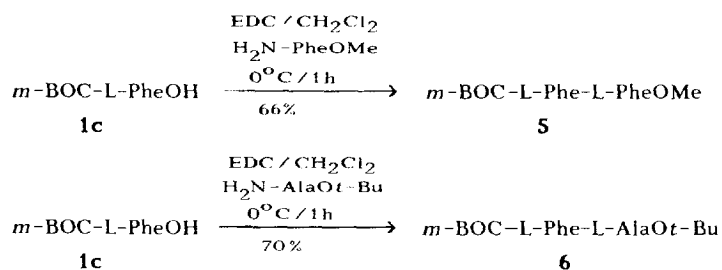 EDC / CH2Cl2
H2N-PheOMe
0°C / 1h
m-BOC-L-PheOH
m-BOC-L-Phe-L-PheOMe
66%
1c
5
EDC / CH2Cl2
H2N-AlaOt-Bu
0°C / 1h
m-BOC-L-PheOH
m-BOC-L-Phe-L-AlaOt-Bu
70%
1c
6